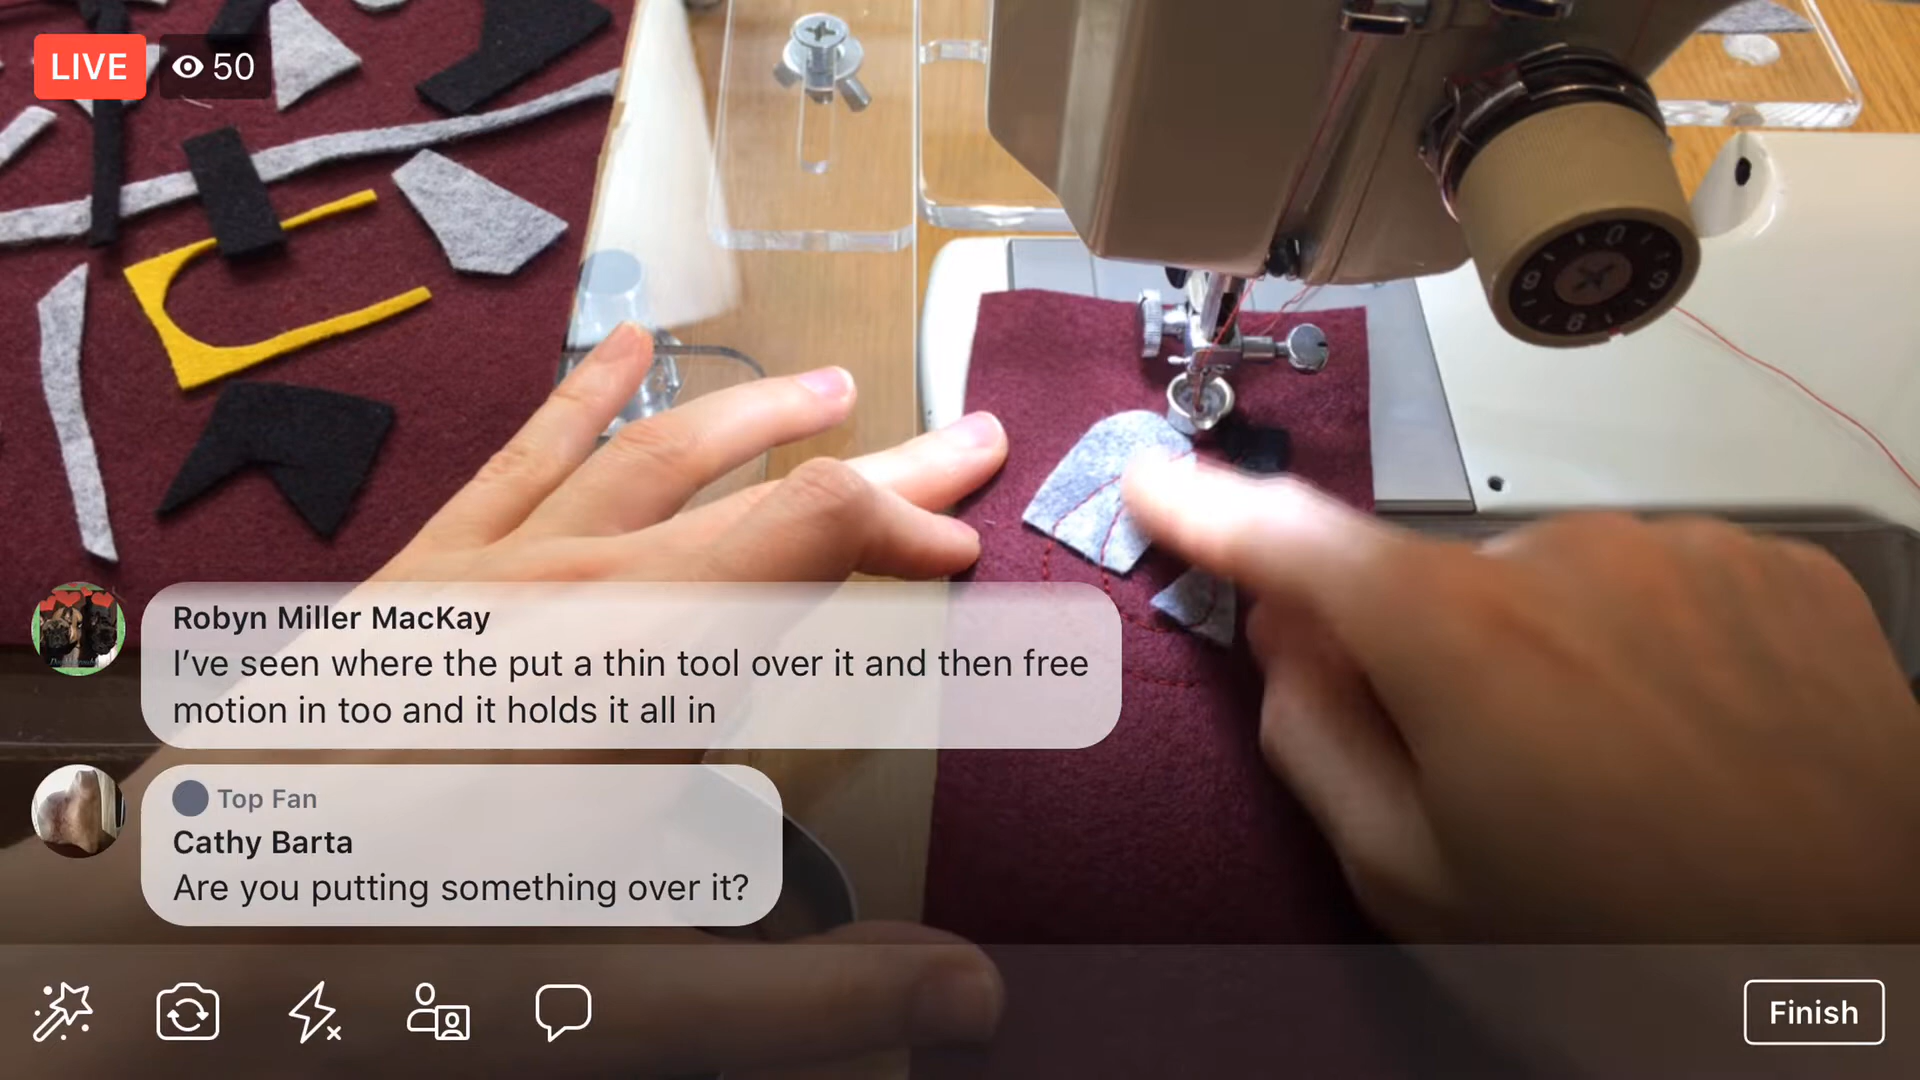 LIVE
50
Robyn Miller MacKay
I’ve seen where the put a thin tool over it and then free
motion in too and it holds it all in
Top Fan
Cathy Barta
Are you putting something over it?
Finish